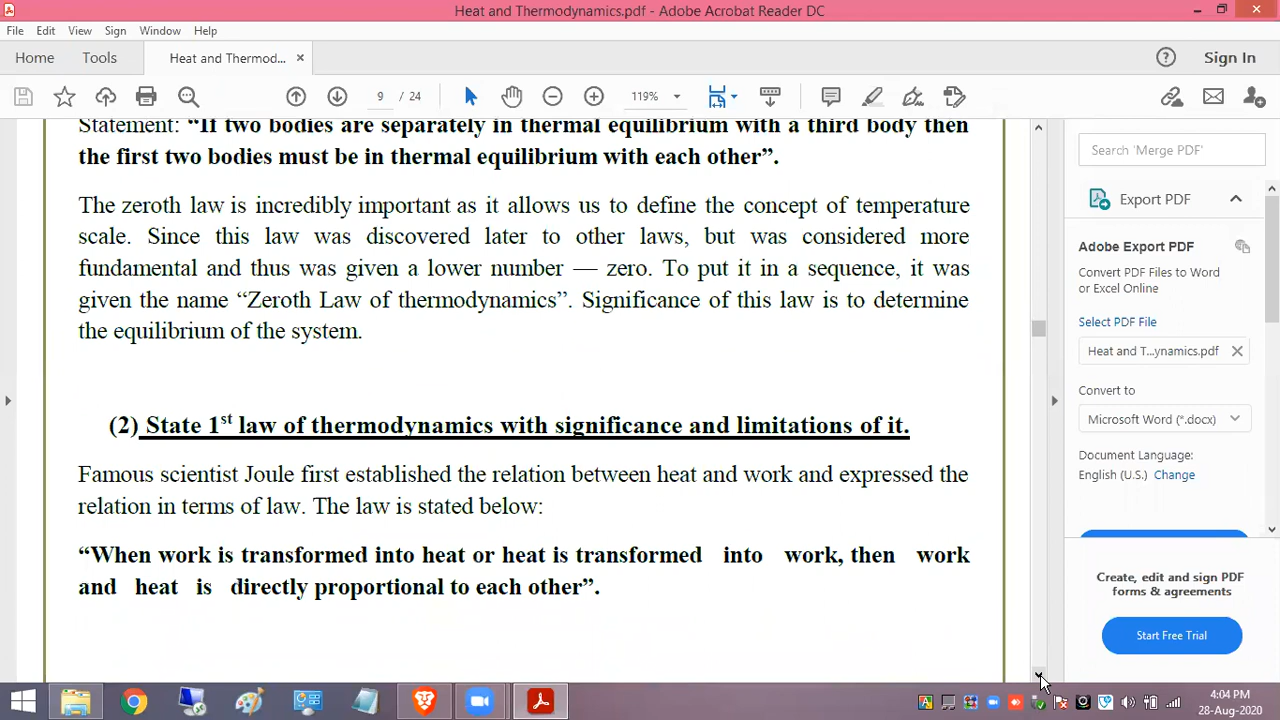 Heat and Thermodynamics.pdf - Adobe Acrobat Reader DC
File Edit View Sign Window Help
Home Tools Heat and Thermod... ×
Sign In
9 / 24 119%
Statement: “If two bodies are separately in thermal equilibrium with a third body then
the first two bodies must be in thermal equilibrium with each other”.
The zeroth law is incredibly important as it allows us to define the concept of temperature
scale. Since this law was discovered later to other laws, but was considered more
fundamental and thus was given a lower number — zero. To put it in a sequence, it was
given the name “Zeroth Law of thermodynamics”. Significance of this law is to determine
the equilibrium of the system.
(2) State 1st law of thermodynamics with significance and limitations of it.
Famous scientist Joule first established the relation between heat and work and expressed the
relation in terms of law. The law is stated below:
“When work is transformed into heat or heat is transformed into work, then work
and heat is directly proportional to each other”.
Search 'Merge PDF'
Export PDF
Adobe Export PDF
Convert PDF Files to Word
or Excel Online
Select PDF File
Heat and T...ynamics.pdf
Convert to
Microsoft Word (*.docx)
Document Language:
English (U.S.) Change
Create, edit and sign PDF
forms & agreements
Start Free Trial
4:04 PM
28-Aug-2020